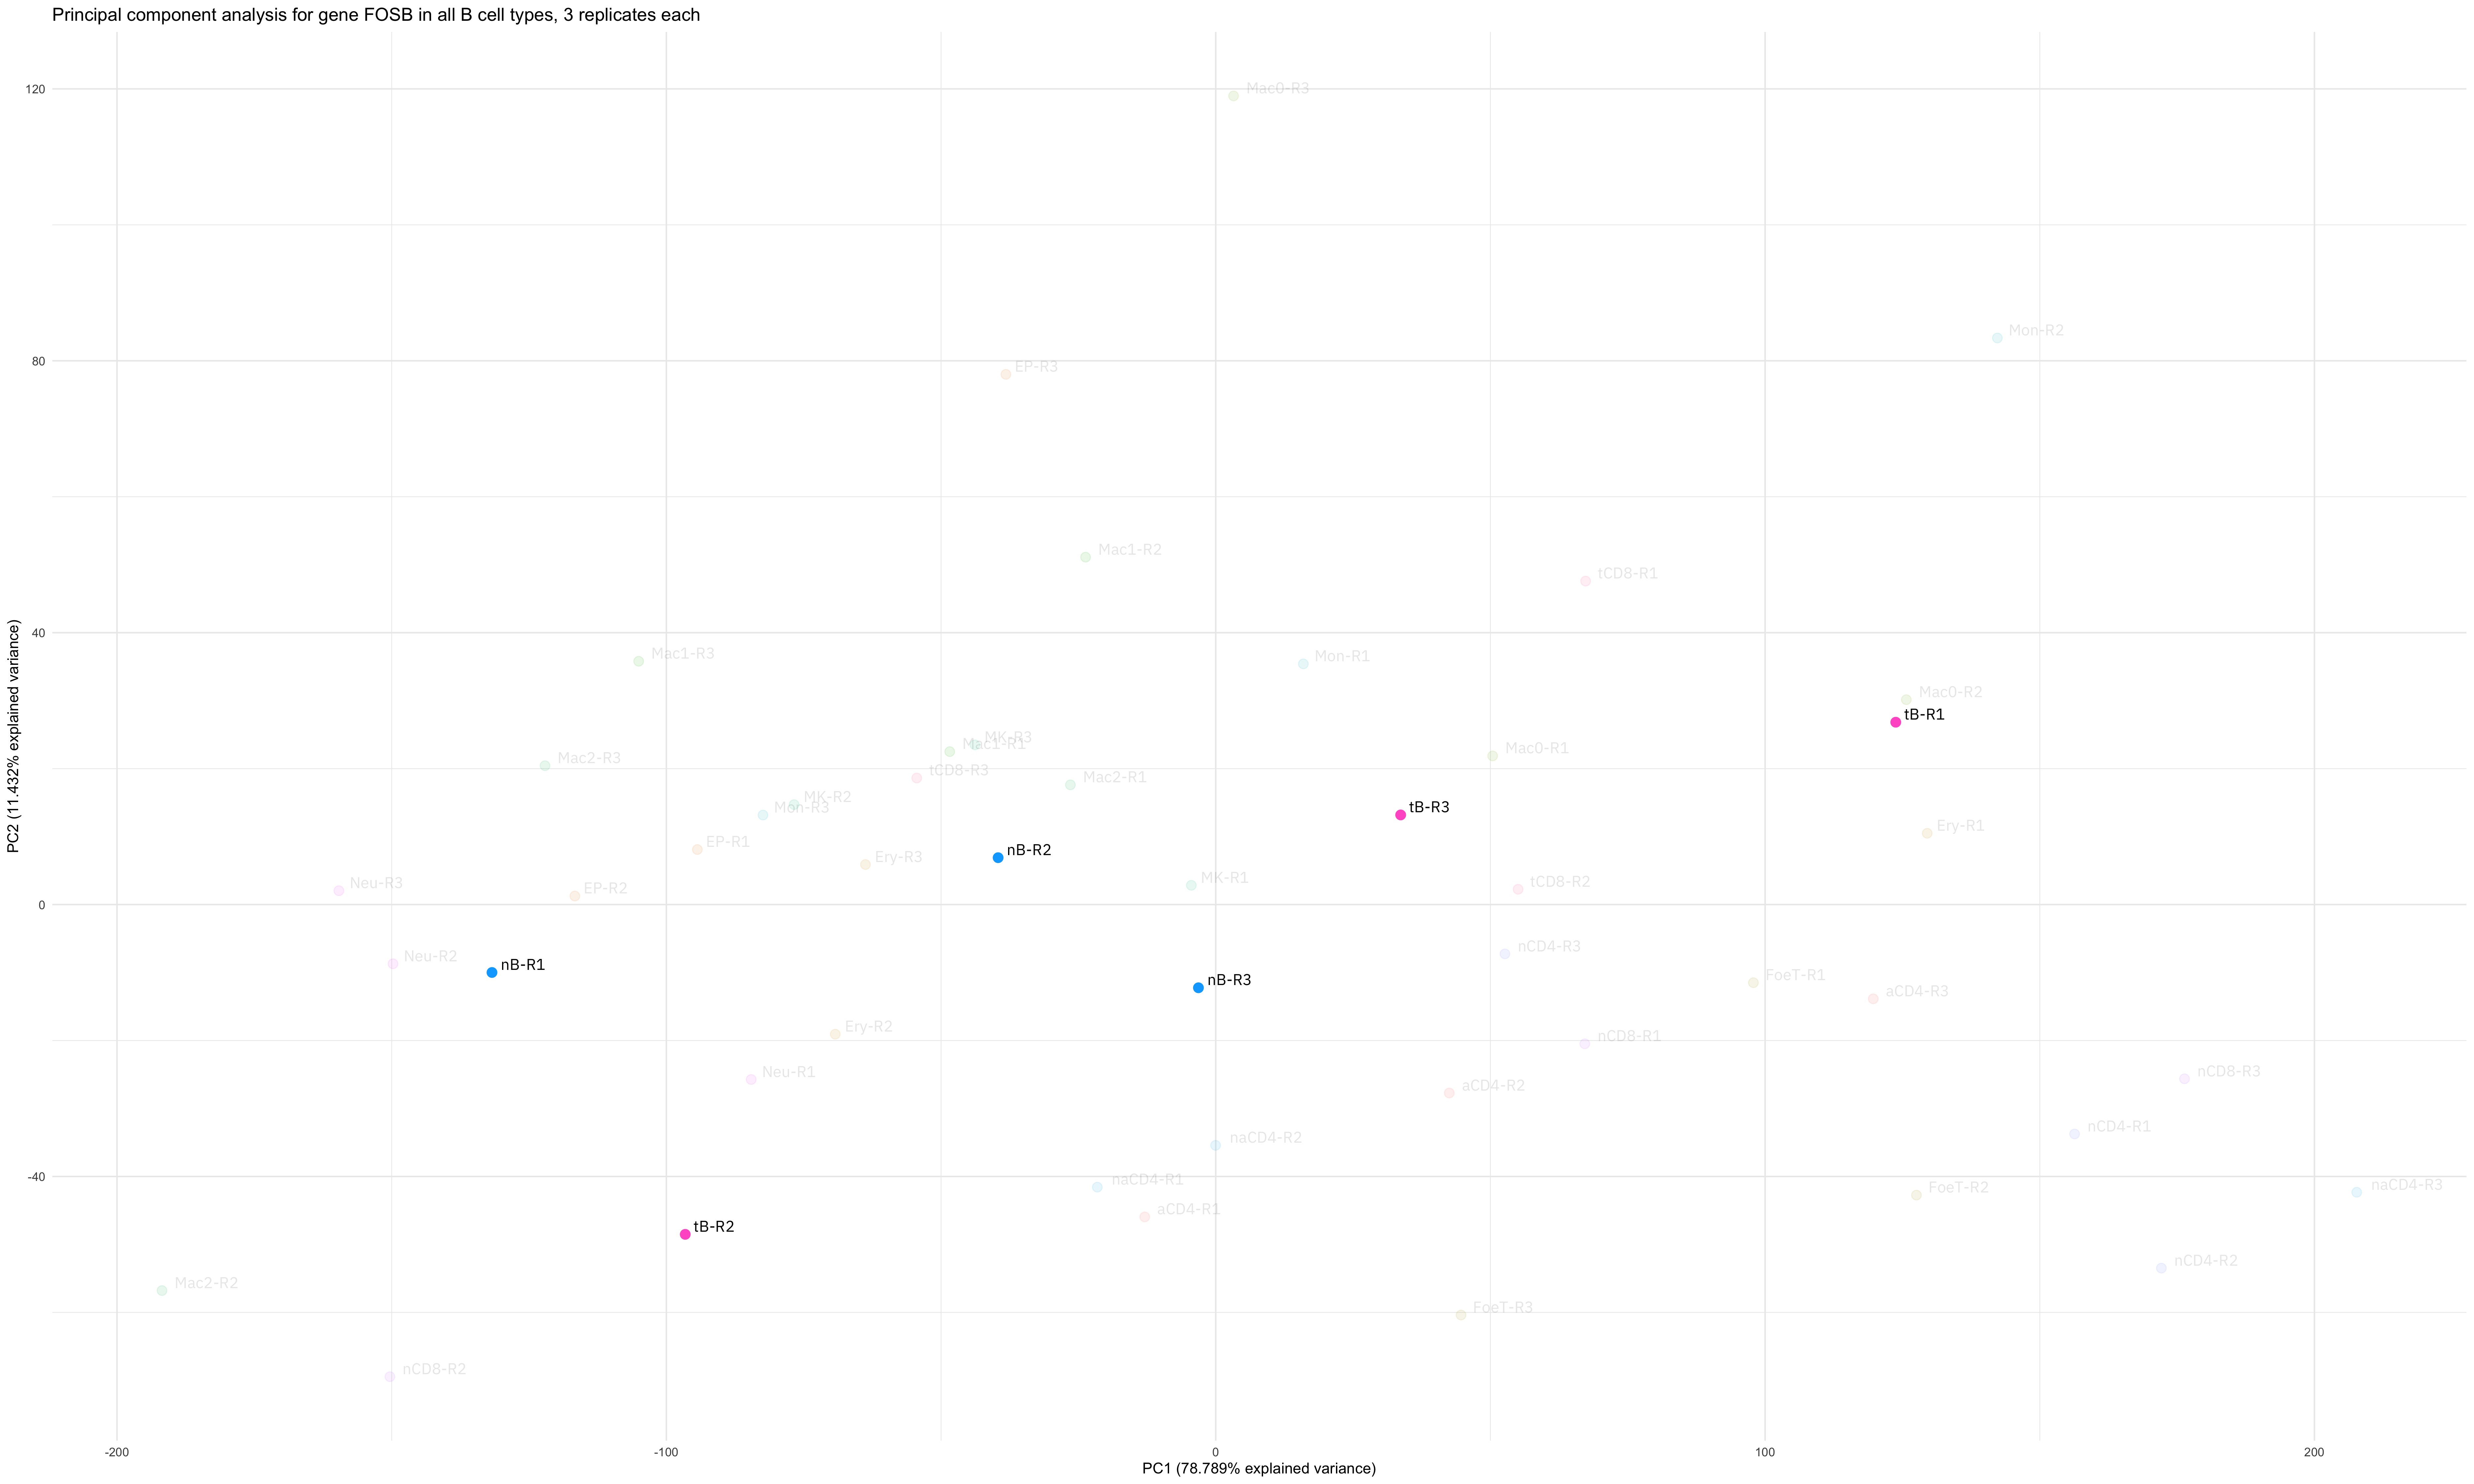 Principal component analysis for gene FOSB in all B cell types, 3 replicates each
120
Mac0-R3
Mon-R2
80
EP-R3
Mac1-R2
tCD8-R1
40
Mac1-R3
Mon-R1
Mac0-R2
tB-R1
MK-R3
Mac1-R1
Mac0-R1
Mac2-R3
tCD8-R3
Mac2-R1
MK-R2
Mon-R3
tB-R3
Ery-R1
EP-R1
nB-R2
Ery-R3
MK-R1
tCD8-R2
Neu-R3
EP-R2
0
nCD4-R3
Neu-R2
nB-R1
FoeT-R1
nB-R3
aCD4-R3
Ery-R2
nCD8-R1
Neu-R1
nCD8-R3
aCD4-R2
nCD4-R1
naCD4-R2
-40
naCD4-R1
naCD4-R3
FoeT-R2
aCD4-R1
tB-R2
nCD4-R2
Mac2-R2
FoeT-R3
nCD8-R2
-200
-100
0
100
200
PC1 (78.789% explained variance)
PC2 (11.432% explained variance)